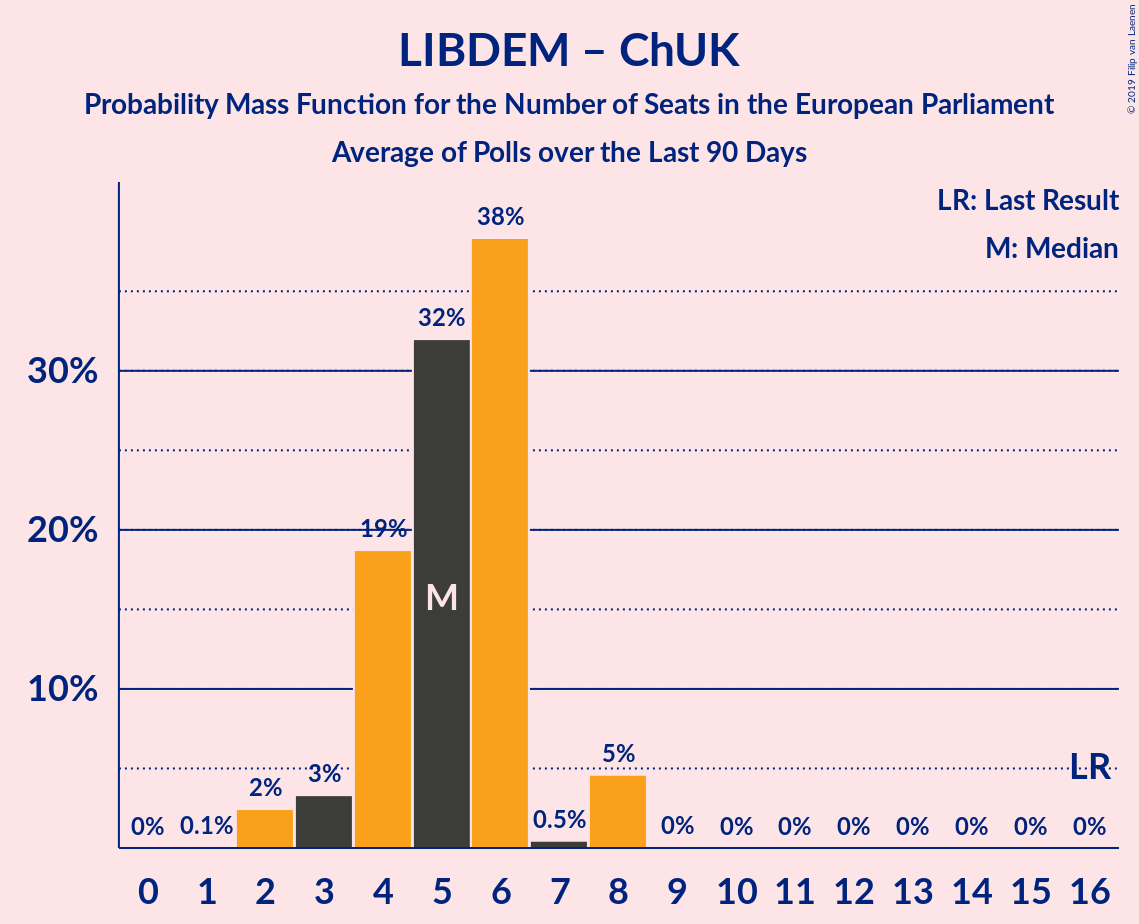 LIBDEM – ChUK
Probability Mass Function for the Number of Seats in the European Parliament
Average of Polls over the Last 90 Days
© 2019 Filip van Laenen
LR: Last Result
M: Median
30%
20%
10%
0% 0.1% 2% 3% 19% 32% 38% 0.5% 5% 0% 0% 0% 0% 0% 0% 0% 0%
M
LR
0 1 2 3 4 5 6 7 8 9 10 11 12 13 14 15 16